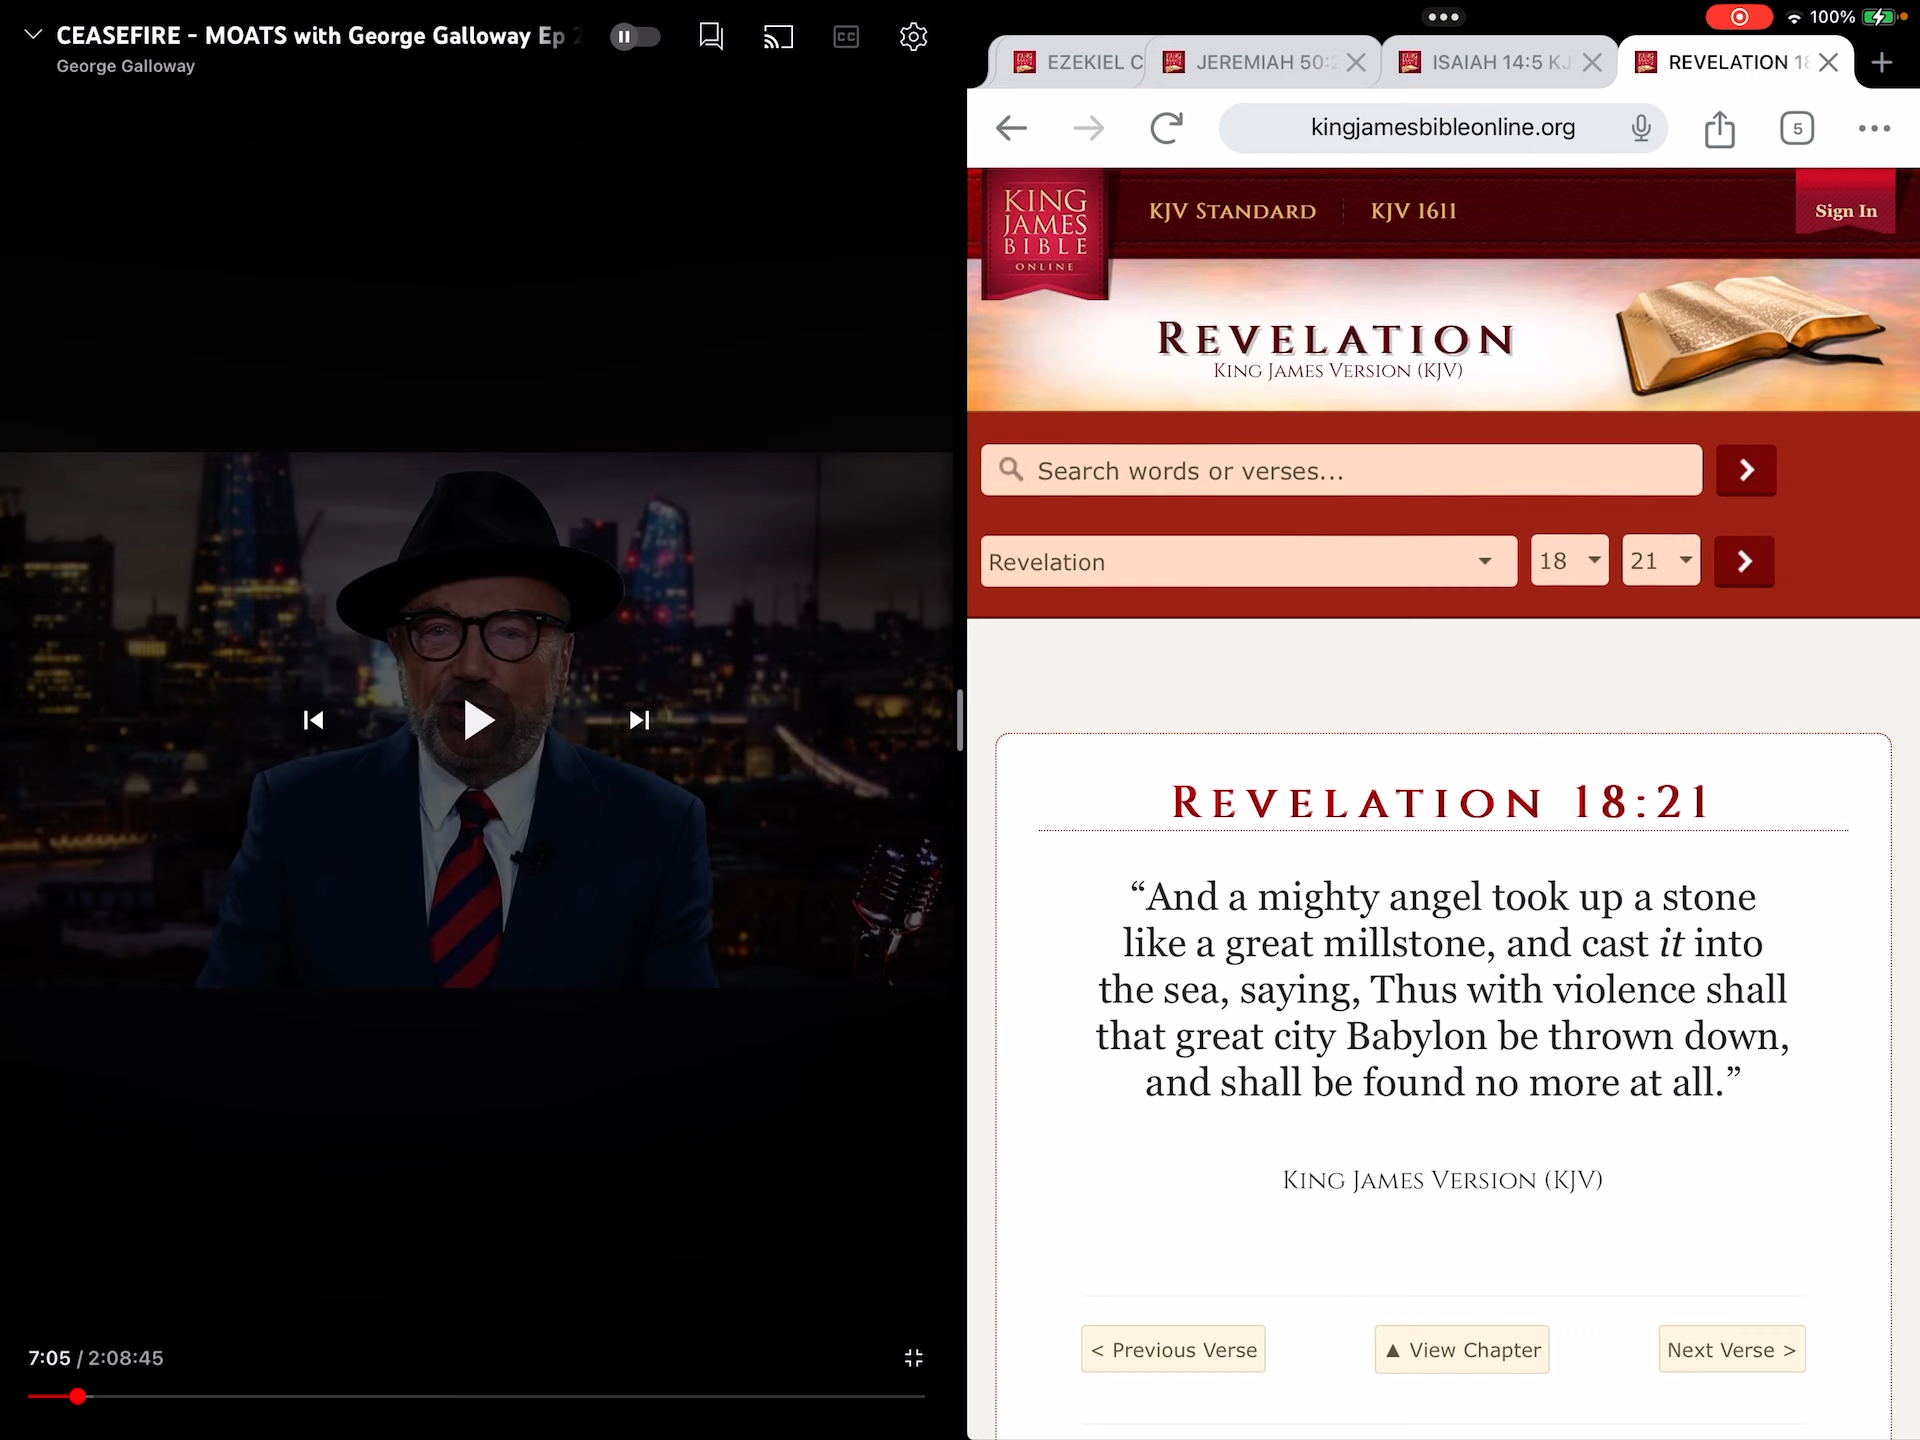 CEASEFIRE - MOATS with George Galloway Ep
George Galloway
CC
7:05 / 2:08:45
100%
EZEKIEL C
JEREMIAH 50:
ISAIAH 14:5 KJ
REVELATION 18
kingjamesbibleonline.org
5
KING
JAMES
BIBLE
ONLINE
KJV STANDARD
KJV 1611
Sign In
REVELATION
KING JAMES VERSION (KJV)
Search words or verses...
Revelation
18
21
REVELATION 18:21
“And a mighty angel took up a stone
like a great millstone, and cast it into
the sea, saying, Thus with violence shall
that great city Babylon be thrown down,
and shall be found no more at all.”
KING JAMES VERSION (KJV)
< Previous Verse
▲ View Chapter
Next Verse >